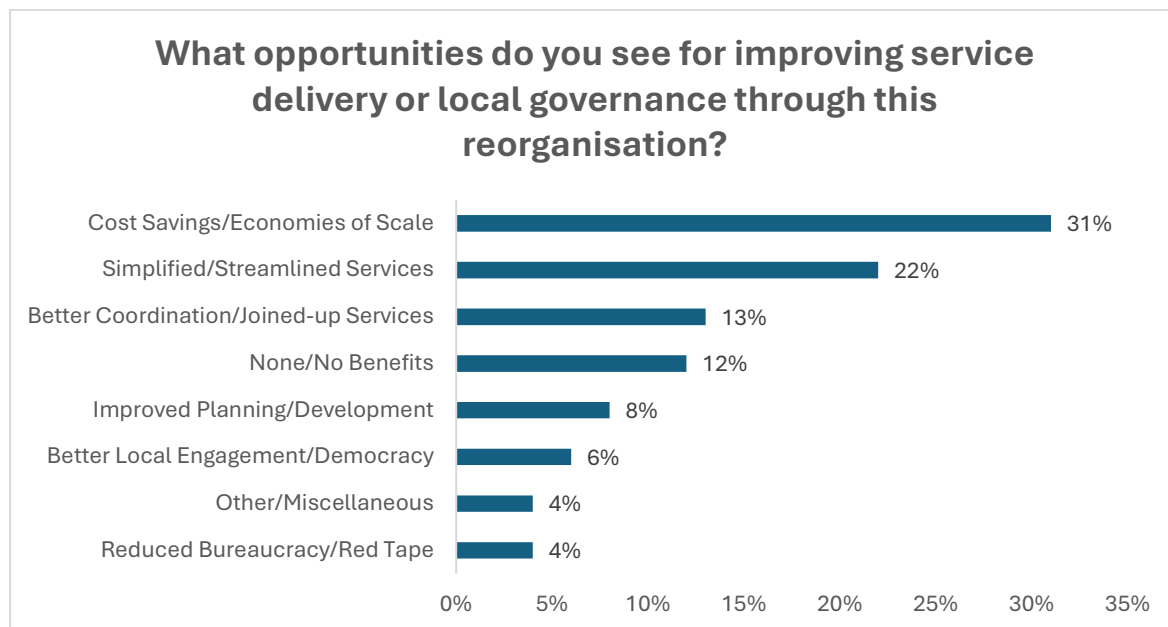 What opportunities do you see for improving service
delivery or local governance through this
reorganisation?
Cost Savings/Economies of Scale 31%
Simplified/Streamlined Services 22%
Better Coordination/Joined-up Services 13%
None/No Benefits 12%
Improved Planning/Development 8%
Better Local Engagement/Democracy 6%
Other/Miscellaneous 4%
Reduced Bureaucracy/Red Tape 4%
0% 5% 10% 15% 20% 25% 30% 35%